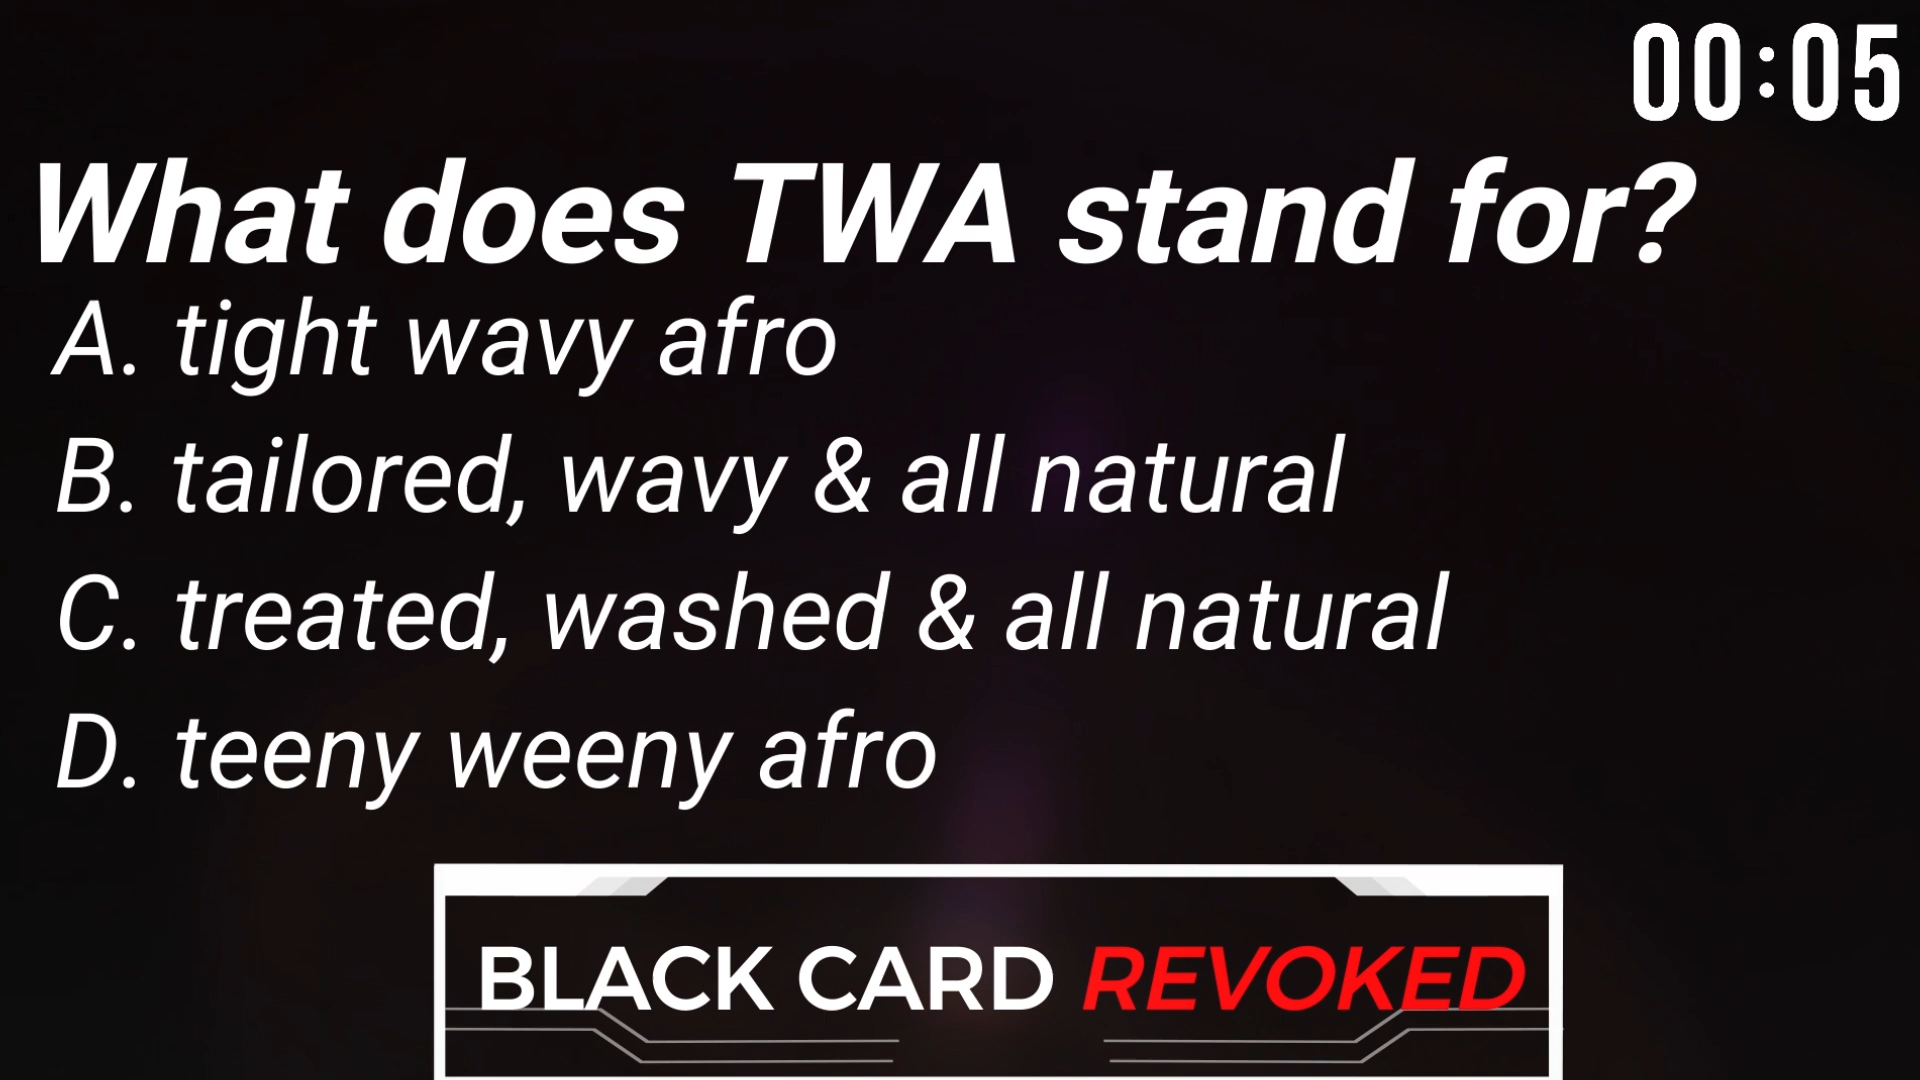 00:05
What does TWA stand for?
A. tight wavy afro
B. tailored, wavy & all natural
C. treated, washed & all natural
D. teeny weeny afro
BLACK CARD REVOKED